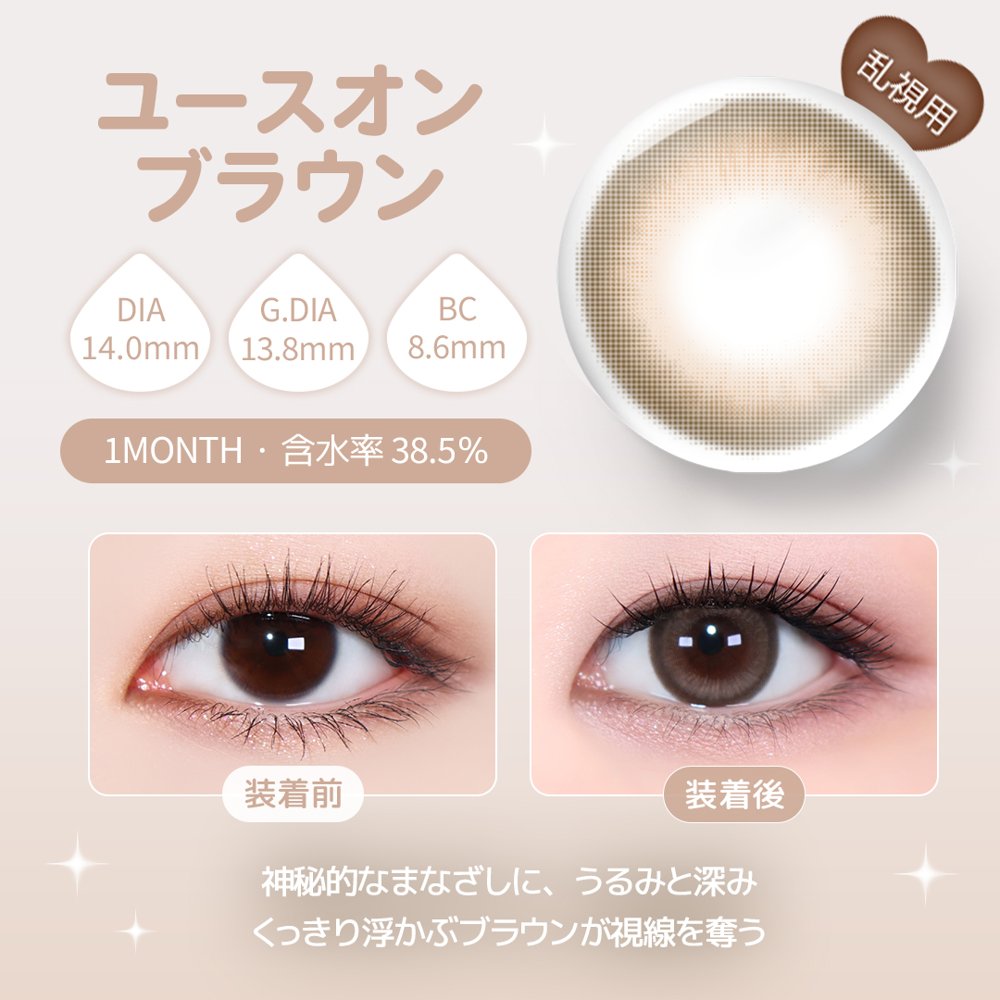 乱視用
ユースオン
ブラウン
DIA
14.0mm
G.DIA
13.8mm
BC
8.6mm
1MONTH・含水率 38.5%
装着前
装着後
神秘的なまなざしに、うるみと深み
くっきり浮かぶブラウンが視線を奪う